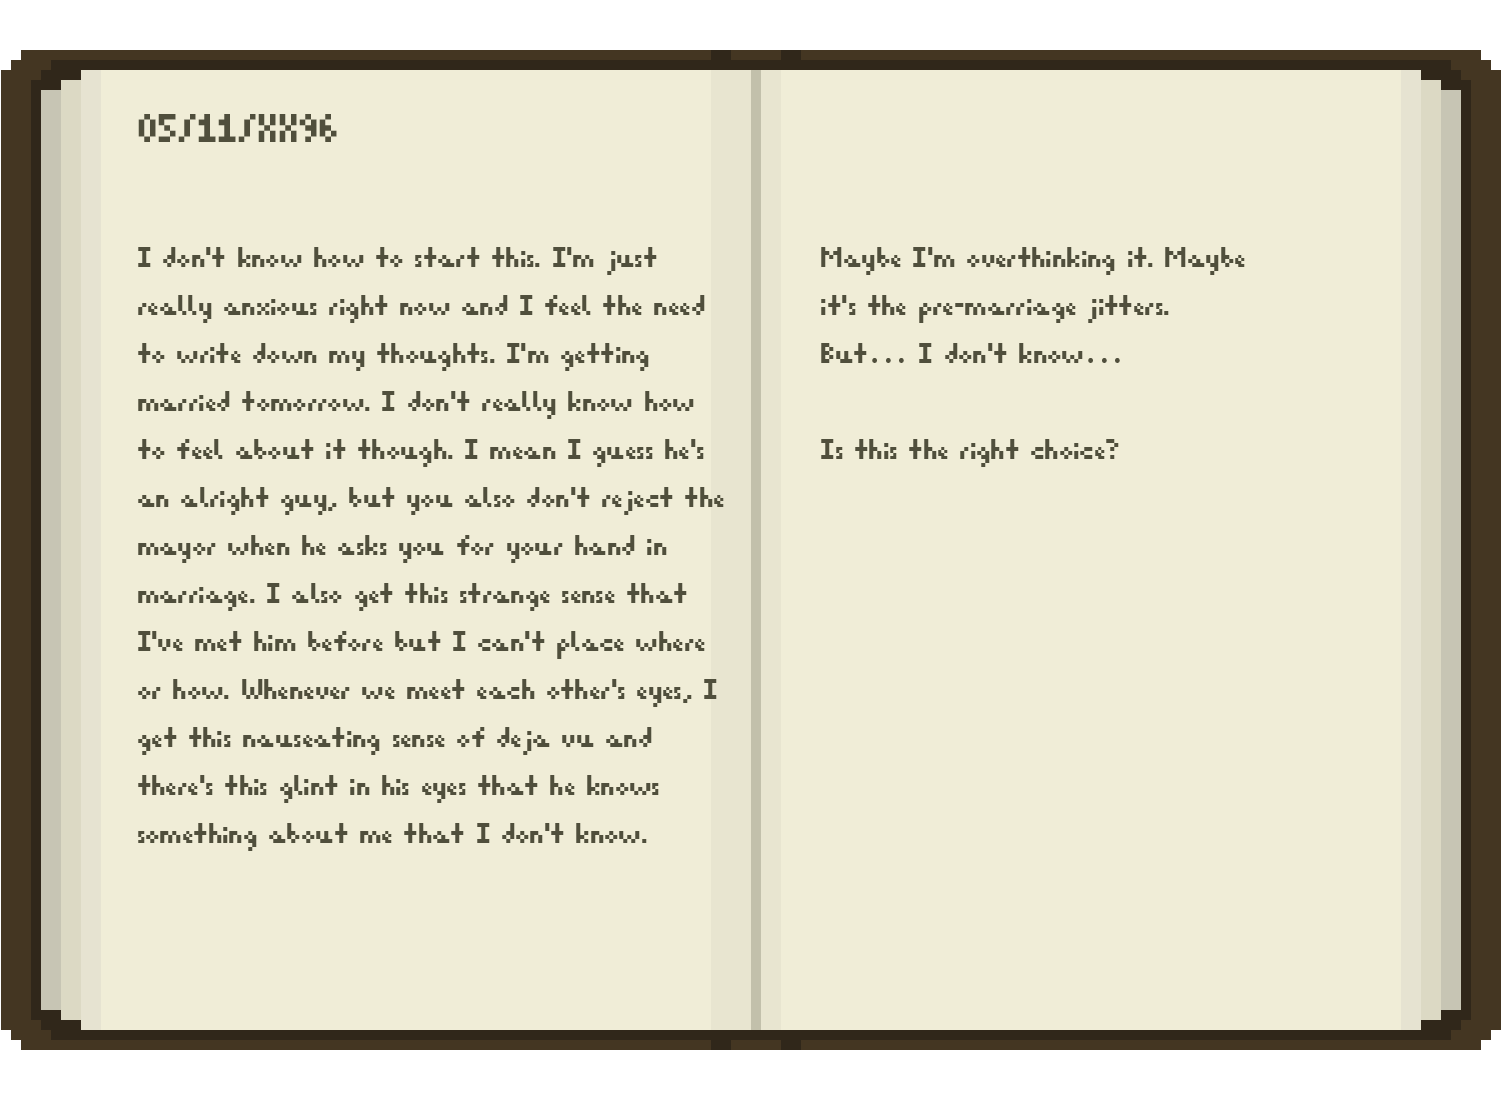 05/11/XX96
I don't know how to start this. I'm just
really anxious right now and I feel the need
to write down my thoughts. I'm getting
married tomorrow. I don't really know how
to feel about it though. I mean I guess he's
an alright guy, but you also don't reject the
mayor when he asks you for your hand in
marriage. I also get this strange sense that
I've met him before but I can't place where
or how. Whenever we meet each other's eyes, I
get this nauseating sense of deja vu and
there's this glint in his eyes that he knows
something about me that I don't know.
Maybe I'm overthinking it. Maybe
it's the pre-marriage jitters.
But... I don't know...
Is this the right choice?